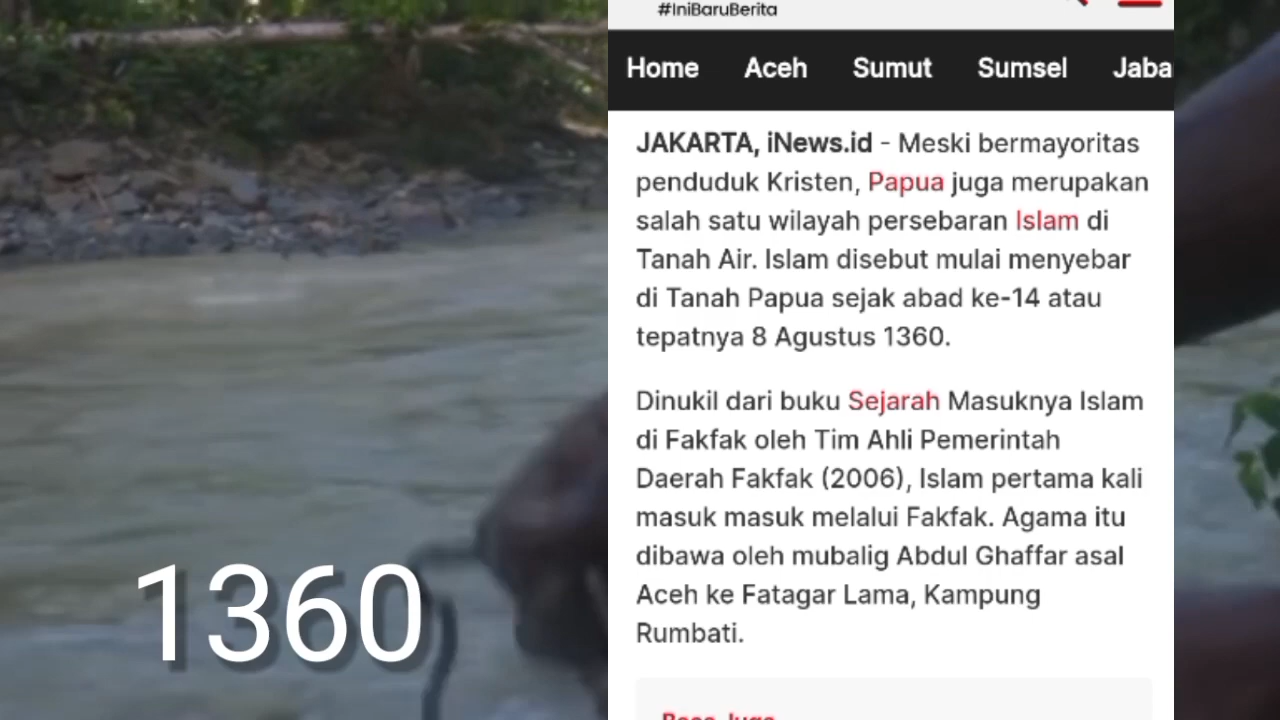 #IniBaruBerita
Home Aceh Sumut Sumsel Jaba
JAKARTA, iNews.id - Meski bermayoritas
penduduk Kristen, Papua juga merupakan
salah satu wilayah persebaran Islam di
Tanah Air. Islam disebut mulai menyebar
di Tanah Papua sejak abad ke-14 atau
tepatnya 8 Agustus 1360.
Dinukil dari buku Sejarah Masuknya Islam
di Fakfak oleh Tim Ahli Pemerintah
Daerah Fakfak (2006), Islam pertama kali
masuk masuk melalui Fakfak. Agama itu
dibawa oleh mubalig Abdul Ghaffar asal
Aceh ke Fatagar Lama, Kampung
Rumbati.
1360